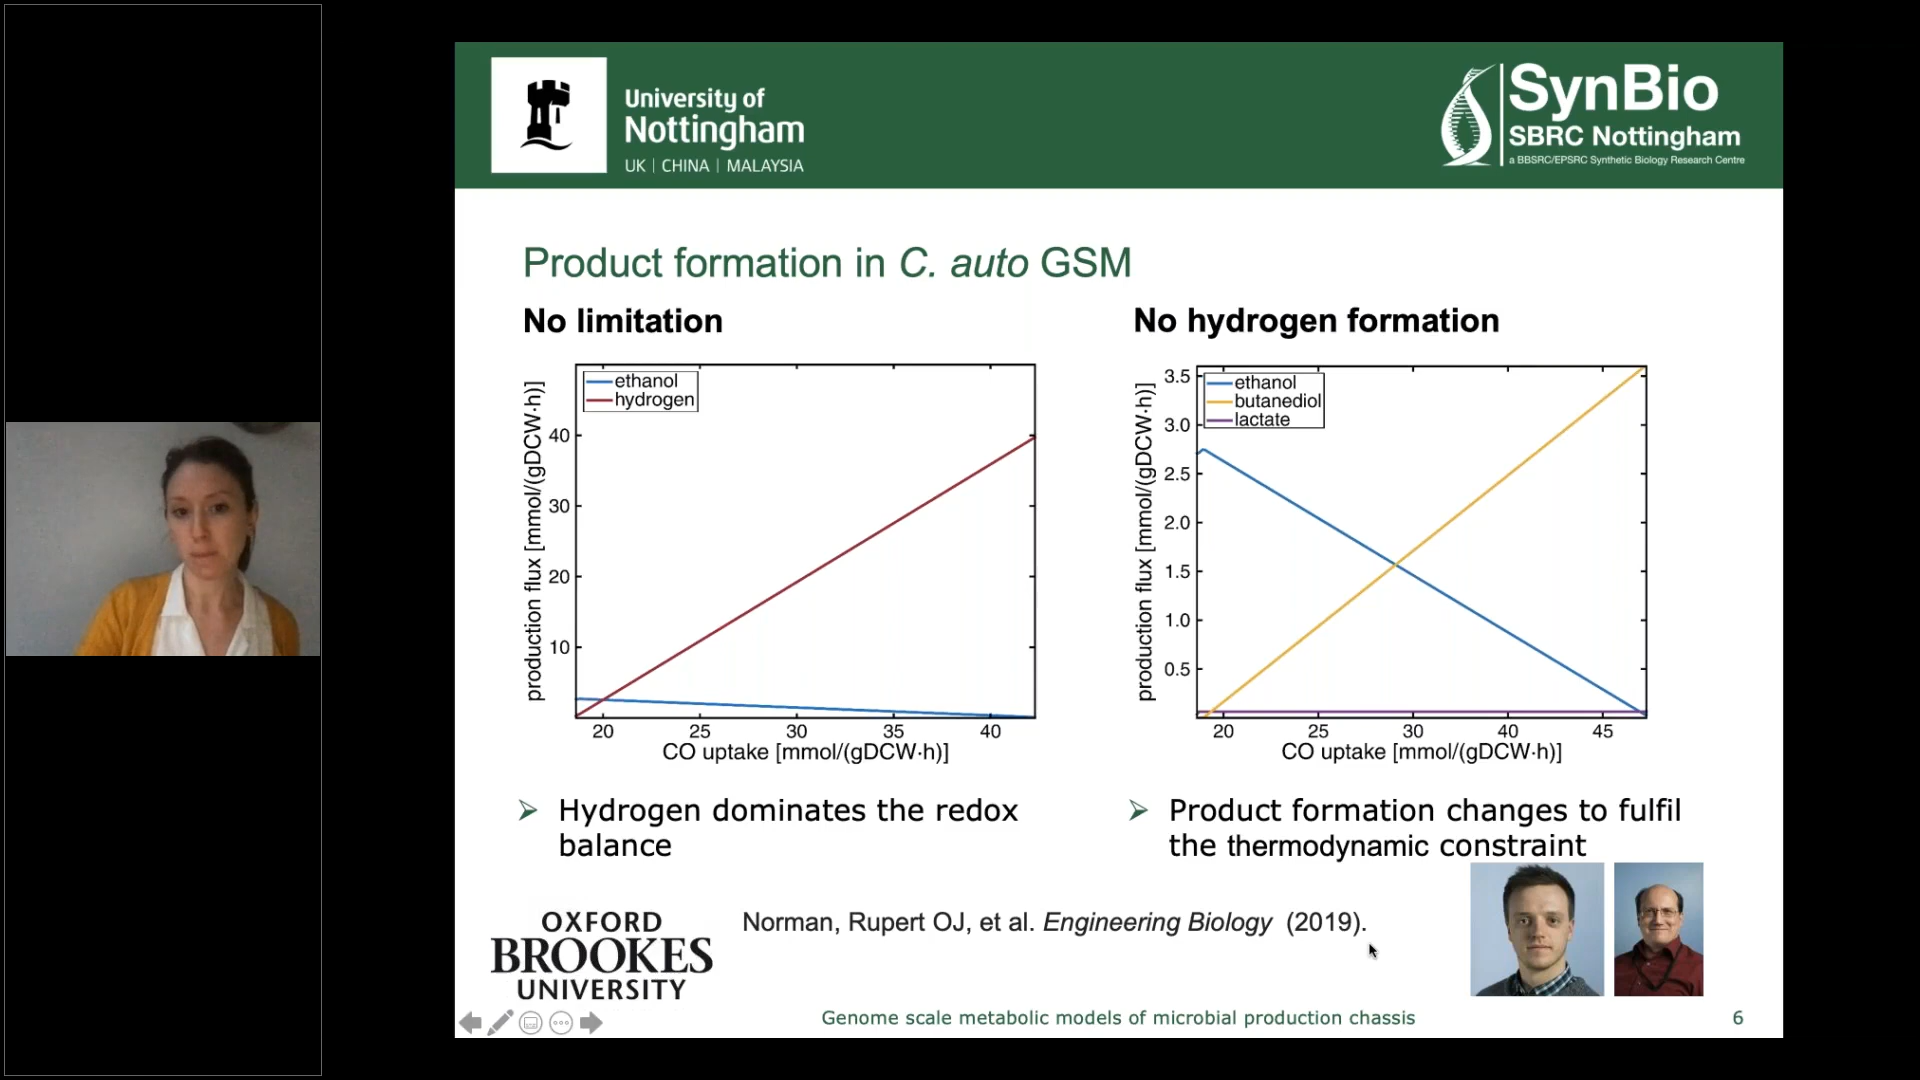 University of
Nottingham
UK | CHINA | MALAYSIA
SynBio
SBRC Nottingham
a BBSRC/EPSRC Synthetic Biology Research Centre
Product formation in C. auto GSM
No limitation
No hydrogen formation
ethanol
hydrogen
40
30
20
10
production flux [mmol/(gDCW·h)]
20 25 30 35 40
CO uptake [mmol/(gDCW·h)]
ethanol
butanediol
lactate
3.5
3.0
2.5
2.0
1.5
1.0
0.5
production flux [mmol/(gDCW·h)]
20 25 30 35 40 45
CO uptake [mmol/(gDCW·h)]
Hydrogen dominates the redox
balance
Product formation changes to fulfil
the thermodynamic constraint
OXFORD
BROOKES
UNIVERSITY
Norman, Rupert OJ, et al. Engineering Biology (2019).
Genome scale metabolic models of microbial production chassis
6